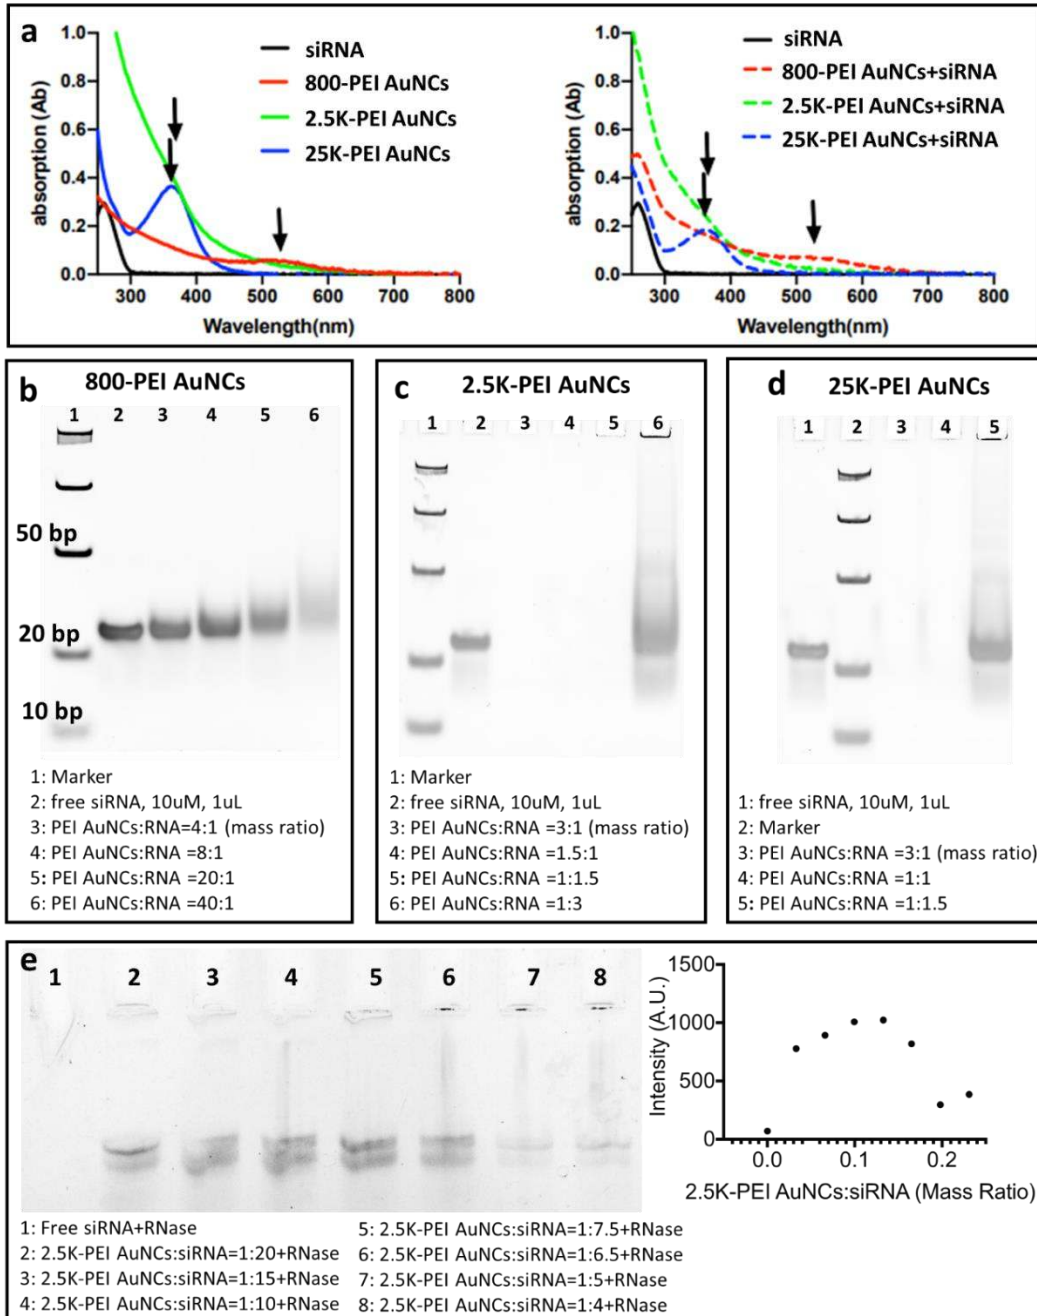 a
1.0
0.8
0.6
0.4
0.2
0.0
absorption (Ab)
300 400 500 600 700 800
Wavelength(nm)
siRNA
800-PEI AuNCs
2.5K-PEI AuNCs
25K-PEI AuNCs
1.0
0.8
0.6
0.4
0.2
0.0
absorption (Ab)
300 400 500 600 700 800
Wavelength(nm)
siRNA
800-PEI AuNCs+siRNA
2.5K-PEI AuNCs+siRNA
25K-PEI AuNCs+siRNA
b
800-PEI AuNCs
1 2 3 4 5 6
50 bp
20 bp
10 bp
1: Marker
2: free siRNA, 10uM, 1uL
3: PEI AuNCs:RNA=4:1 (mass ratio)
4: PEI AuNCs:RNA =8:1
5: PEI AuNCs:RNA =20:1
6: PEI AuNCs:RNA =40:1
c
2.5K-PEI AuNCs
1 2 3 4 5 6
1: Marker
2: free siRNA, 10uM, 1uL
3: PEI AuNCs:RNA =3:1 (mass ratio)
4: PEI AuNCs:RNA =1.5:1
5: PEI AuNCs:RNA =1:1.5
6: PEI AuNCs:RNA =1:3
d
25K-PEI AuNCs
1 2 3 4 5
1: free siRNA, 10uM, 1uL
2: Marker
3: PEI AuNCs:RNA =3:1 (mass ratio)
4: PEI AuNCs:RNA =1:1
5: PEI AuNCs:RNA =1:1.5
e
1 2 3 4 5 6 7 8
1: Free siRNA+RNase
2: 2.5K-PEI AuNCs:siRNA=1:20+RNase
3: 2.5K-PEI AuNCs:siRNA=1:15+RNase
4: 2.5K-PEI AuNCs:siRNA=1:10+RNase
5: 2.5K-PEI AuNCs:siRNA=1:7.5+RNase
6: 2.5K-PEI AuNCs:siRNA=1:6.5+RNase
7: 2.5K-PEI AuNCs:siRNA=1:5+RNase
8: 2.5K-PEI AuNCs:siRNA=1:4+RNase
1500
1000
500
0
Intensity (A.U.)
0.0 0.1 0.2
2.5K-PEI AuNCs:siRNA (Mass Ratio)